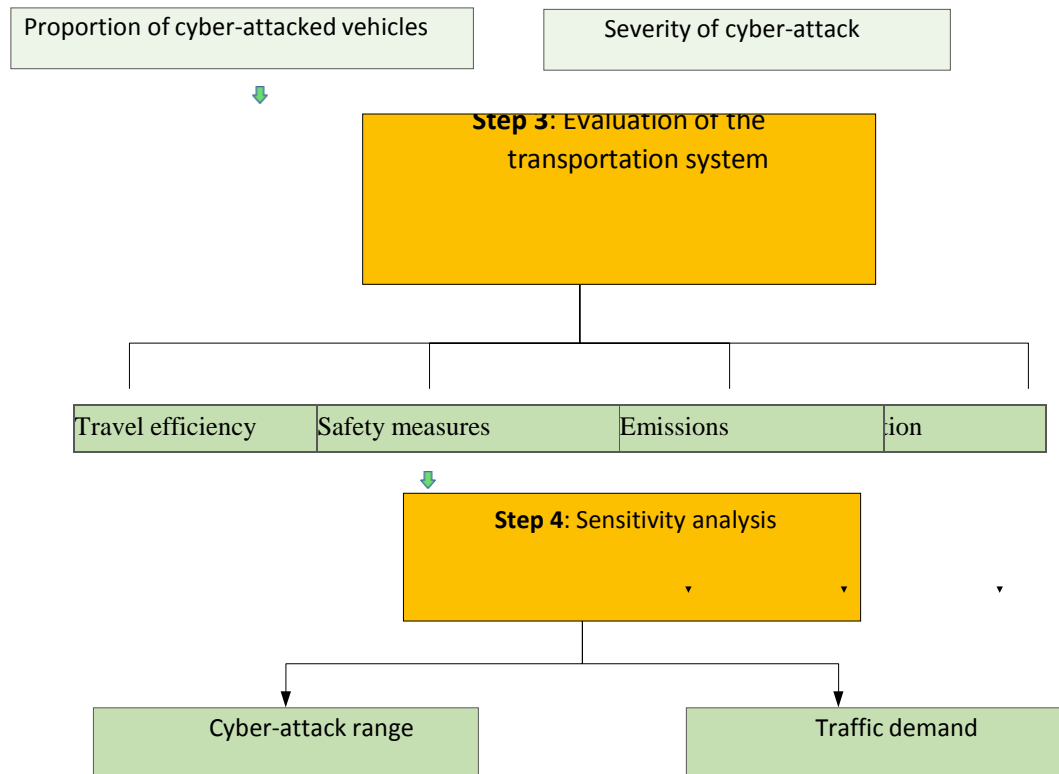 Proportion of cyber-attacked vehicles
Severity of cyber-attack
Step 3: Evaluation of the
transportation system
Travel efficiency
Safety measures
Emissions
Step 4: Sensitivity analysis
Cyber-attack range
Traffic demand